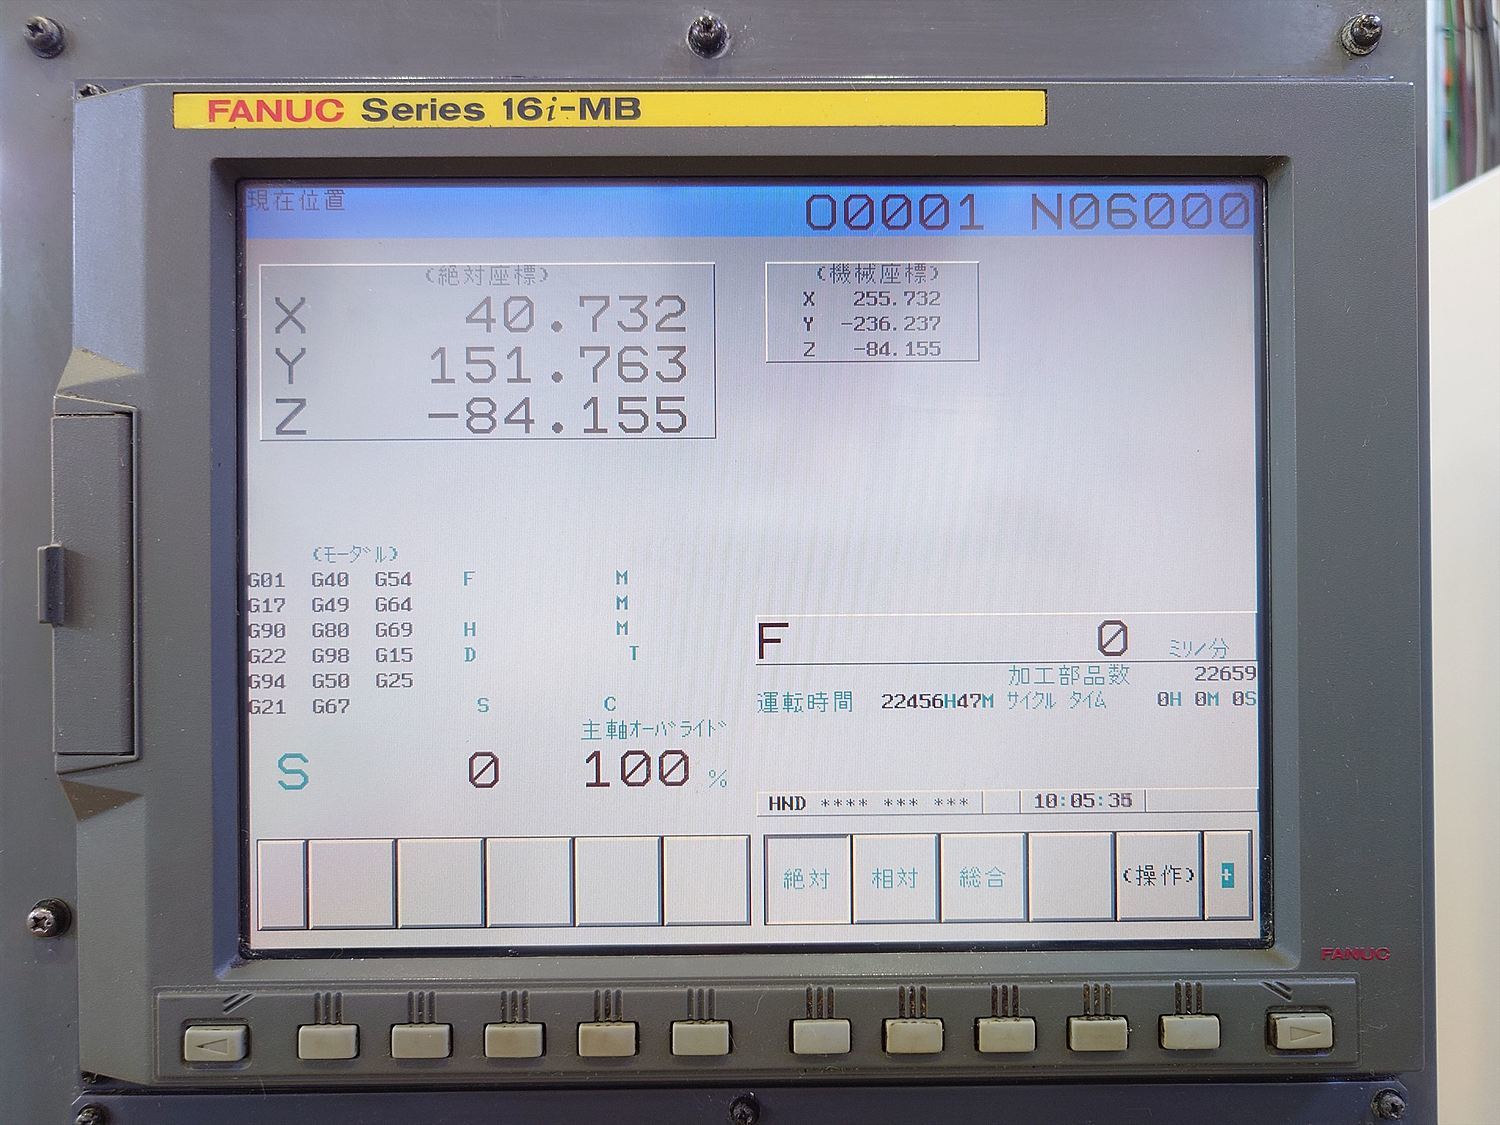 FANUC Series 16i-MB
現在位置 O0001 N06000
(絶対座標)
X 40.732
Y 151.763
Z -84.155
(機械座標)
X 255.732
Y -236.237
Z -84.155
(モーダル)
G01 G40 G54 F M
G17 G49 G64 M
G90 G80 G69 H M
G22 G98 G15 D T
G94 G50 G25
G21 G67 S C
主軸オーバライド
S 0 100 %
F 0 ミリ/分
加工部品数 22659
運転時間 22456H47M サイクル タイム 0H 0M 0S
HND **** *** *** 10:05:35
絶対 相対 総合 (操作) +
FANUC